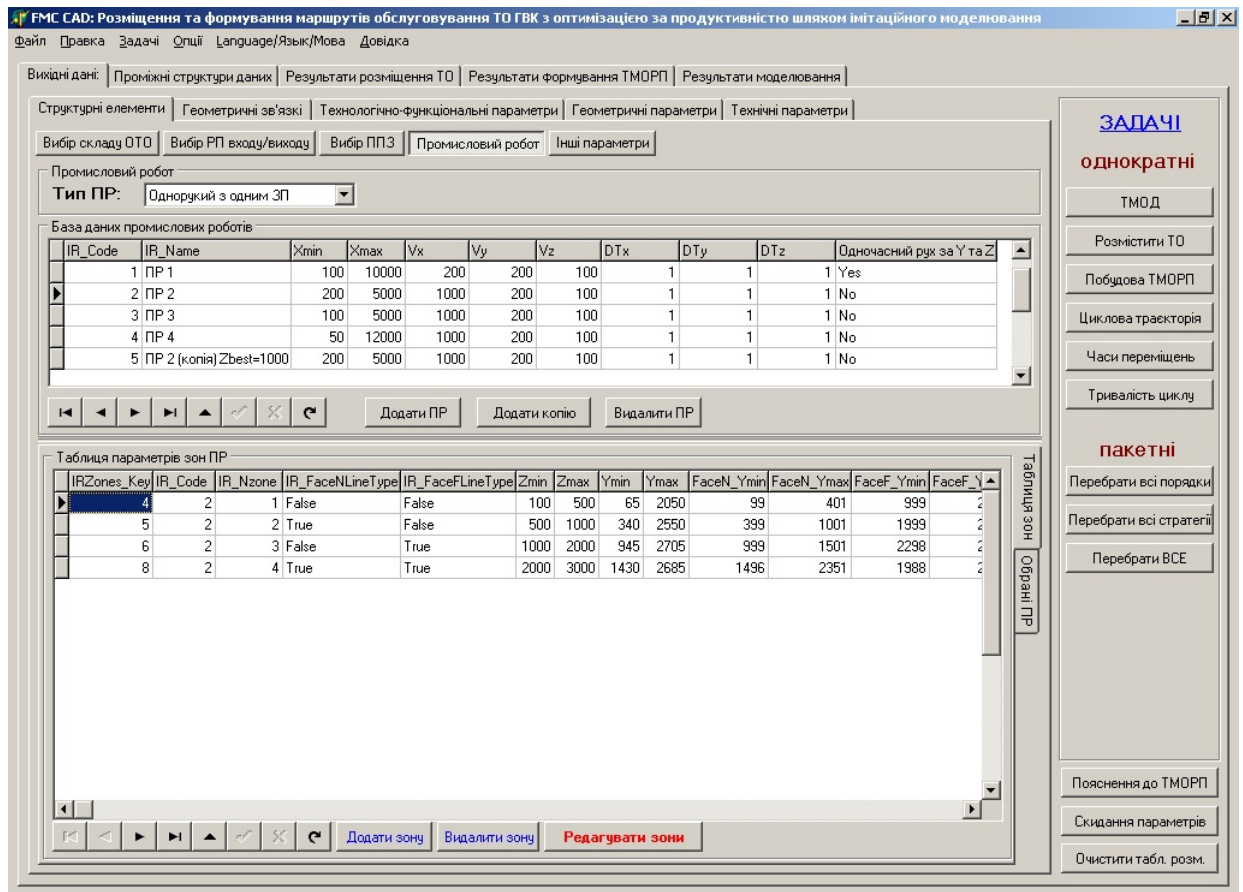 FMC CAD: Розміщення та формування маршрутів обслуговування ТО ГВК з оптимізацією за продуктивністю шляхом імітаційного моделювання
Файл Правка Задачі Опції Language/Язык/Мова Довідка
Вихідні дані: Проміжні структури даних Результати розміщення ТО Результати формування ТМОРП Результати моделювання
Структурні елементи Геометричні зв'язкі Технологічно-функціональні параметри Геометричні параметри Технічні параметри
Вибір складу ОТО Вибір РП входу/виходу Вибір ППЗ Промисловий робот Інші параметри
Промисловий робот
Тип ПР: Однорукий з одним ЗП
База даних промислових роботів
IR_Code IR_Name Xmin Xmax Vx Vy Vz DTx DTy DTz Одночасний рух за Y та Z
1 ПР 1 100 10000 200 200 100 1 1 1 Yes
2 ПР 2 200 5000 1000 200 100 1 1 1 No
3 ПР 3 100 5000 1000 200 100 1 1 1 No
4 ПР 4 50 12000 1000 200 100 1 1 1 No
5 ПР 2 (копія) Zbest=1000 200 5000 1000 200 100 1 1 1 No
Додати ПР Додати копію Видалити ПР
Таблиця параметрів зон ПР
IRZones_Key IR_Code IR_Nzone IR_FaceNLineType IR_FaceFLineType Zmin Zmax Ymin Ymax FaceN_Ymin FaceN_Ymax FaceF_Ymin
4 2 1 False False 100 500 65 2050 99 401 999
5 2 2 True False 500 1000 340 2550 399 1001 1999
6 2 3 False True 1000 2000 945 2705 999 1501 2298
8 2 4 True True 2000 3000 1430 2685 1496 2351 1988
Додати зону Видалити зону Редагувати зони
Таблиця зон
Обрані ПР
ЗАДАЧІ
однократні
ТМОД
Розмістити ТО
Побудова ТМОРП
Циклова траєкторія
Часи переміщень
Тривалість циклу
пакетні
Перебрати всі порядки
Перебрати всі стратегії
Перебрати ВСЕ
Пояснення до ТМОРП
Скидання параметрів
Очистити табл. розм.